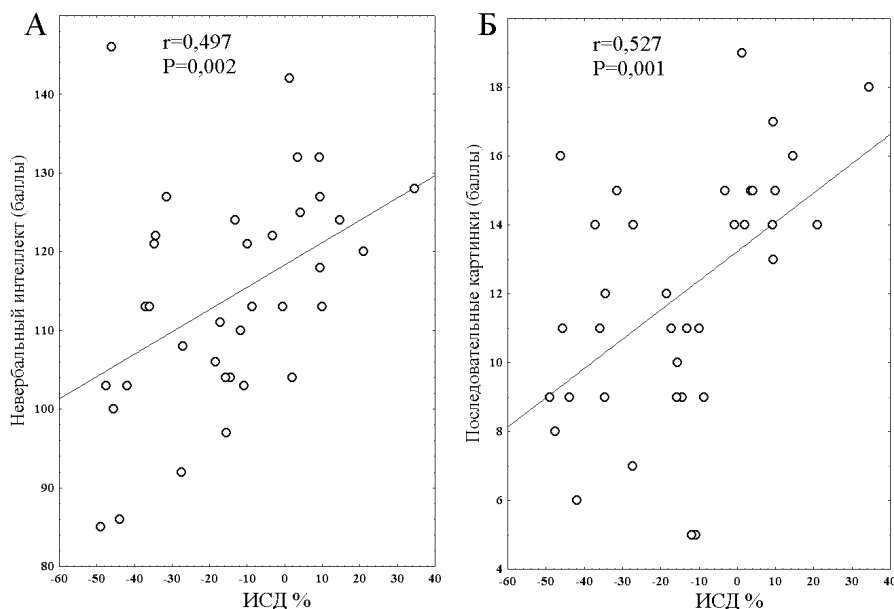 А
r=0,497
P=0,002
Невербальный интеллект (баллы)
140
130
120
110
100
90
80
-60 -50 -40 -30 -20 -10 0 10 20 30 40
ИСД %
Б
r=0,527
P=0,001
Последовательные картинки (баллы)
18
16
14
12
10
8
6
4
-60 -50 -40 -30 -20 -10 0 10 20 30 40
ИСД %